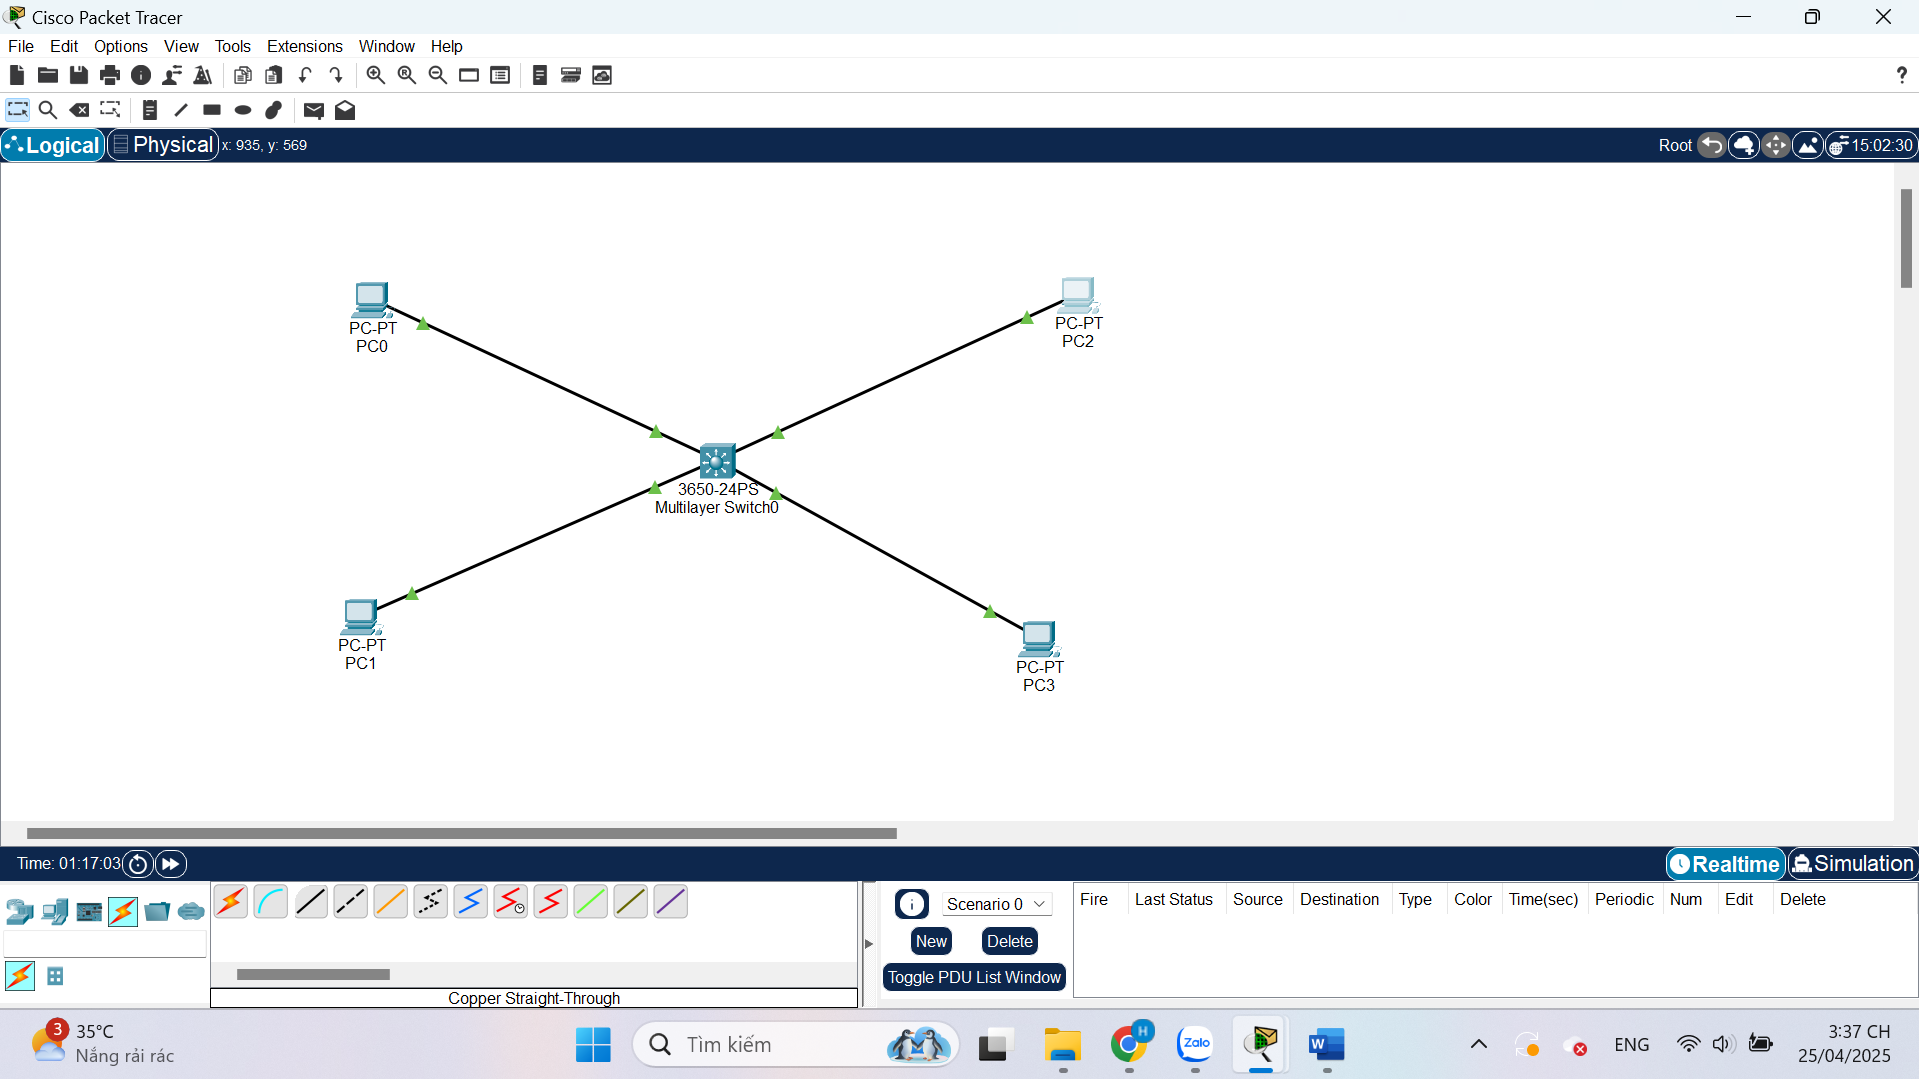 Cisco Packet Tracer
File Edit Options View Tools Extensions Window Help
?
Logical Physical x: 935, y: 569 Root 15:02:30
PC-PT
PC0
PC-PT
PC2
3650-24PS
Multilayer Switch0
PC-PT
PC1
PC-PT
PC3
Time: 01:17:03 Realtime Simulation
Scenario 0
New Delete
Toggle PDU List Window
Fire Last Status Source Destination Type Color Time(sec) Periodic Num Edit Delete
Copper Straight-Through
3
35°C
Nắng rải rác
Tìm kiếm
H
Zalo
W
ENG
3:37 CH
25/04/2025